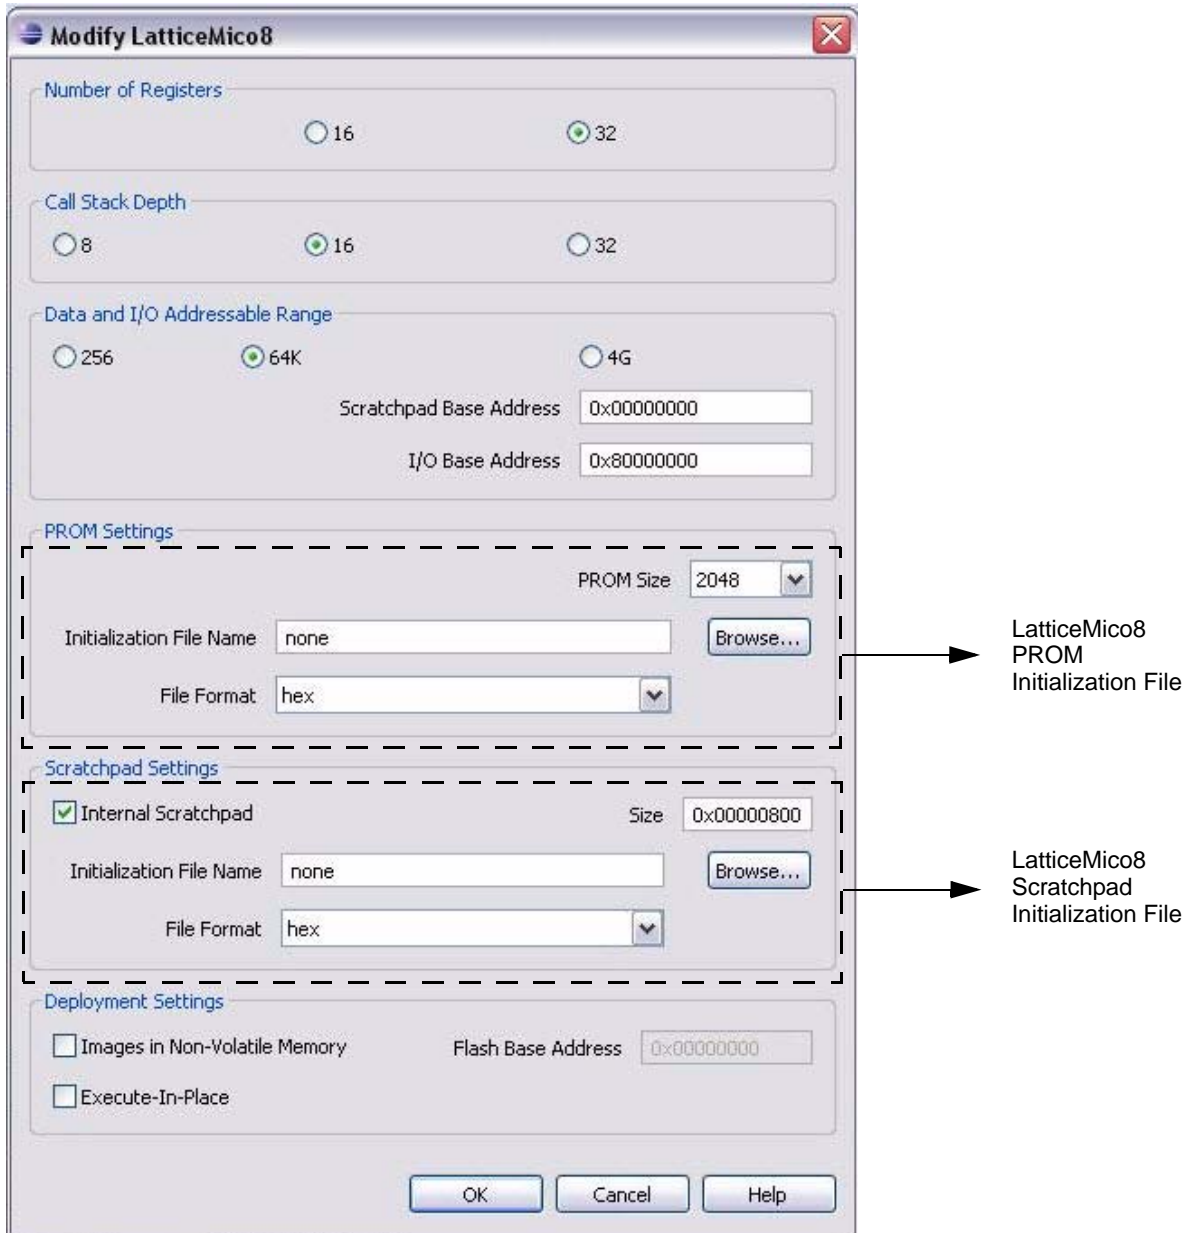 Modify LatticeMico8
Number of Registers
16 32
Call Stack Depth
8 16 32
Data and I/O Addressable Range
256 64K 4G
Scratchpad Base Address 0x00000000
I/O Base Address 0x80000000
PROM Settings
PROM Size 2048
Initialization File Name none Browse...
File Format hex
LatticeMico8
PROM
Initialization File
Scratchpad Settings
Internal Scratchpad Size 0x00000800
Initialization File Name none Browse...
File Format hex
LatticeMico8
Scratchpad
Initialization File
Deployment Settings
Images in Non-Volatile Memory Flash Base Address 0x00000000
Execute-In-Place
OK Cancel Help